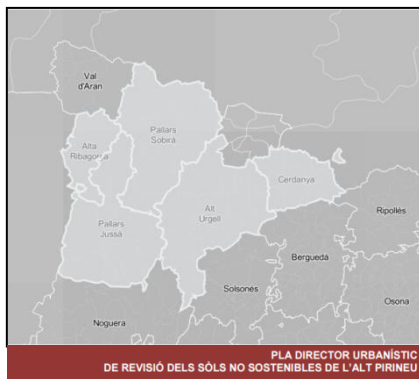 Val
d'Aran
Pallars
Sobirà
Alta
Ribagorça
Cerdanya
Alt
Urgell
Ripollès
Pallars
Jussà
Berguedà
Solsonès
Osona
Noguera
PLA DIRECTOR URBANÍSTIC
DE REVISIÓ DELS SÒLS NO SOSTENIBLES DE L'ALT PIRINEU